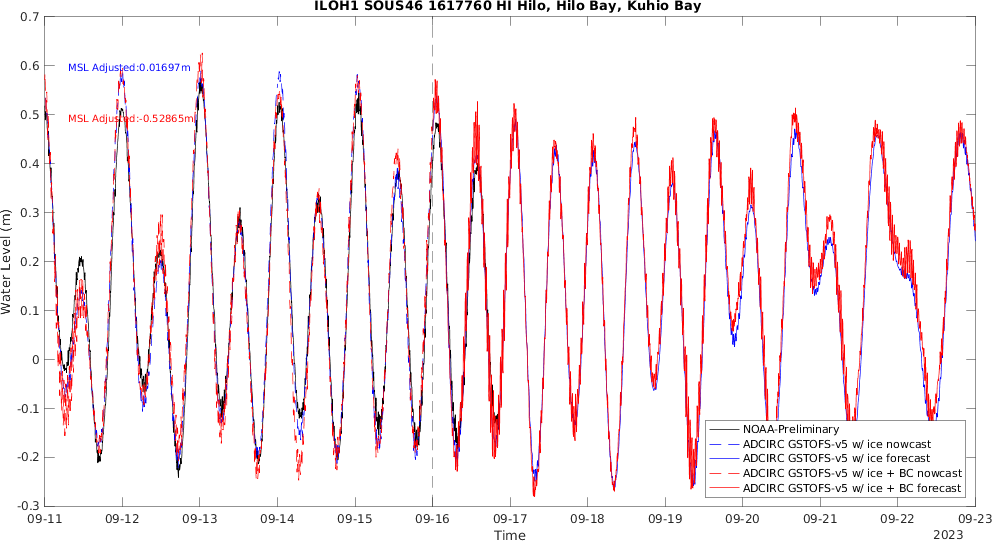 ILOH1 SOUS46 1617760 HI Hilo, Hilo Bay, Kuhio Bay
0.7
0.6
0.5
0.4
0.3
0.2
0.1
0
-0.1
-0.2
-0.3
Water Level (m)
MSL Adjusted:0.01697m
MSL Adjusted:-0.52865m
NOAA-Preliminary
ADCIRC GSTOFS-v5 w/ ice nowcast
ADCIRC GSTOFS-v5 w/ ice forecast
ADCIRC GSTOFS-v5 w/ ice + BC nowcast
ADCIRC GSTOFS-v5 w/ ice + BC forecast
09-11 09-12 09-13 09-14 09-15 09-16 09-17 09-18 09-19 09-20 09-21 09-22 09-23
Time
2023